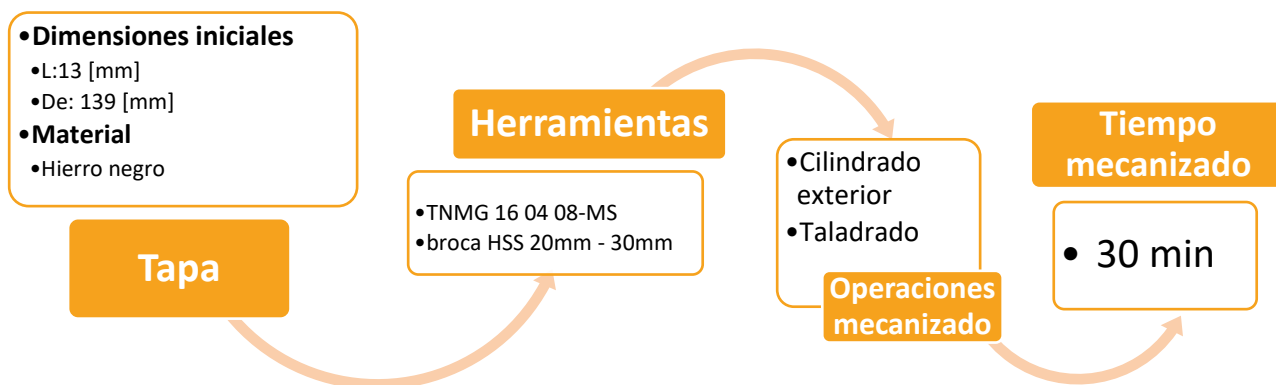 •Dimensiones iniciales
•L:13 [mm]
•De: 139 [mm]
•Material
•Hierro negro
Tapa
Herramientas
•TNMG 16 04 08-MS
•broca HSS 20mm - 30mm
•Cilindrado
exterior
•Taladrado
Operaciones
mecanizado
Tiempo
mecanizado
• 30 min